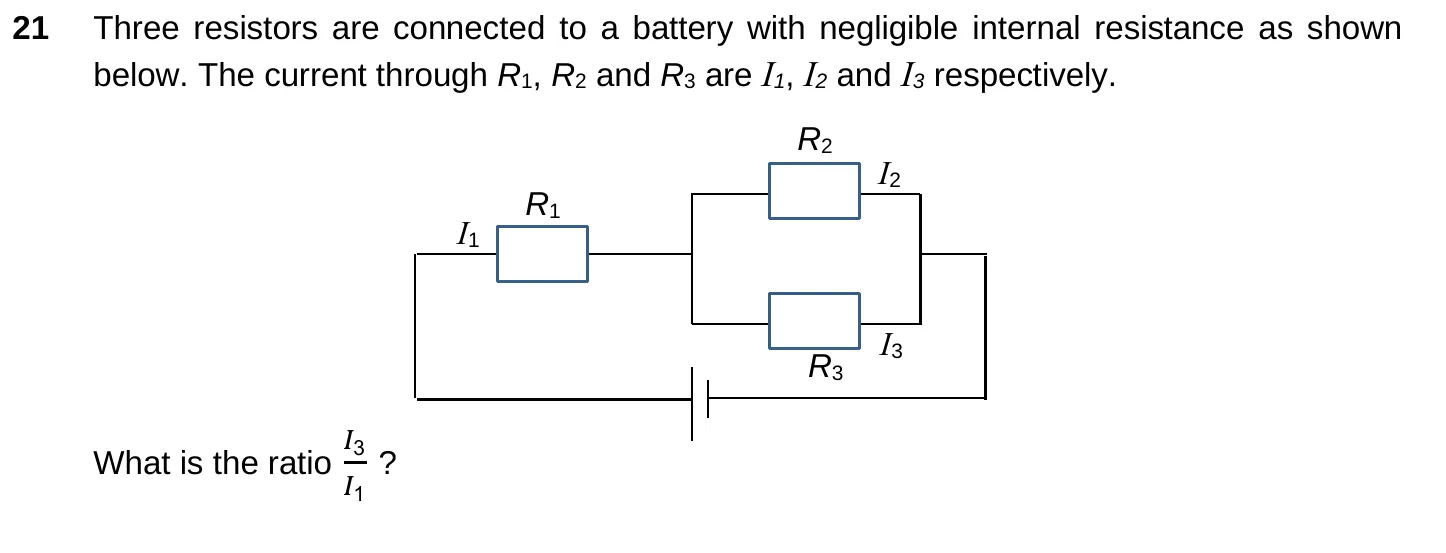 21 Three resistors are connected to a battery with negligible internal resistance as shown
below. The current through R₁, R₂ and R₃ are I₁, I₂ and I₃ respectively.
R₂
I₂
R₁
I₁
I₃
R₃
What is the ratio I₃/I₁ ?